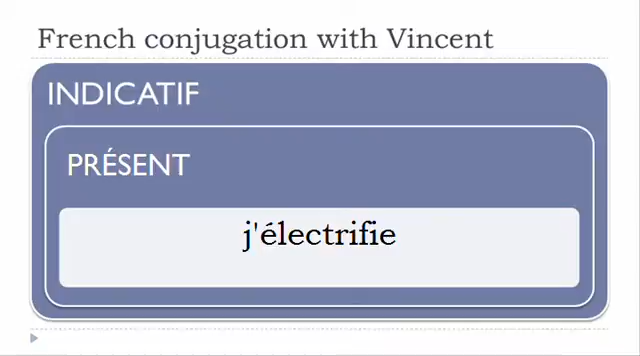 French conjugation with Vincent
INDICATIF
PRÉSENT
j'électrifie